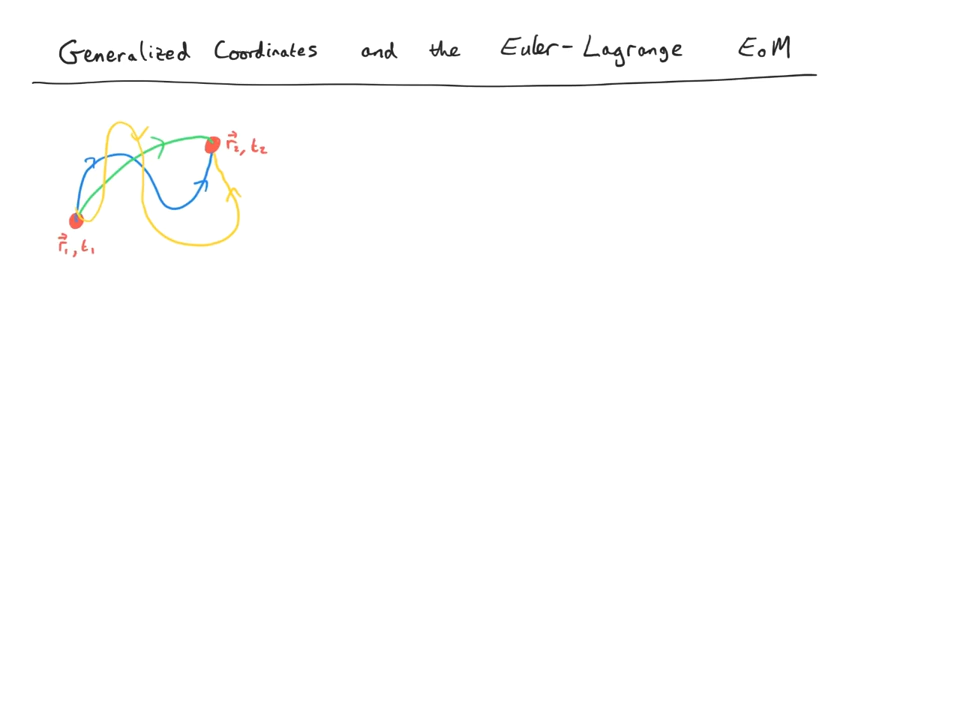 Generalized Coordinates and the Euler-Lagrange EoM
r⃗₂, t₂
r⃗₁, t₁